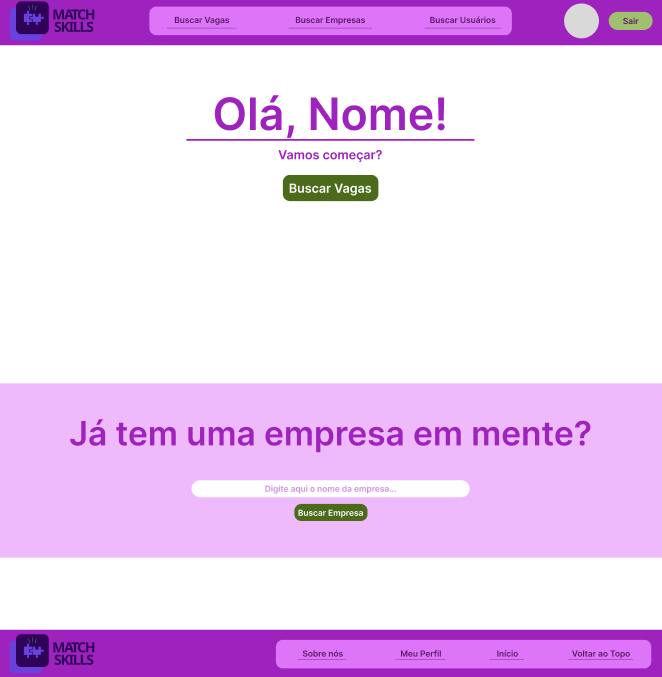 MATCH
SKILLS
Buscar Vagas
Buscar Empresas
Buscar Usuários
Sair
Olá, Nome!
Vamos começar?
Buscar Vagas
Já tem uma empresa em mente?
Digite aqui o nome da empresa...
Buscar Empresa
MATCH
SKILLS
Sobre nós
Meu Perfil
Início
Voltar ao Topo